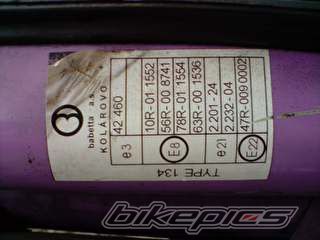 3
babetta a.s.
KOLÁROVO
e3 42 460
E8 10R-01 1552
56R-00 8741
78R-01 1554
63R-00 1536
e21 2.201-24
2.232-04
E22 47R-009 0002
TYPE 134
bikepics